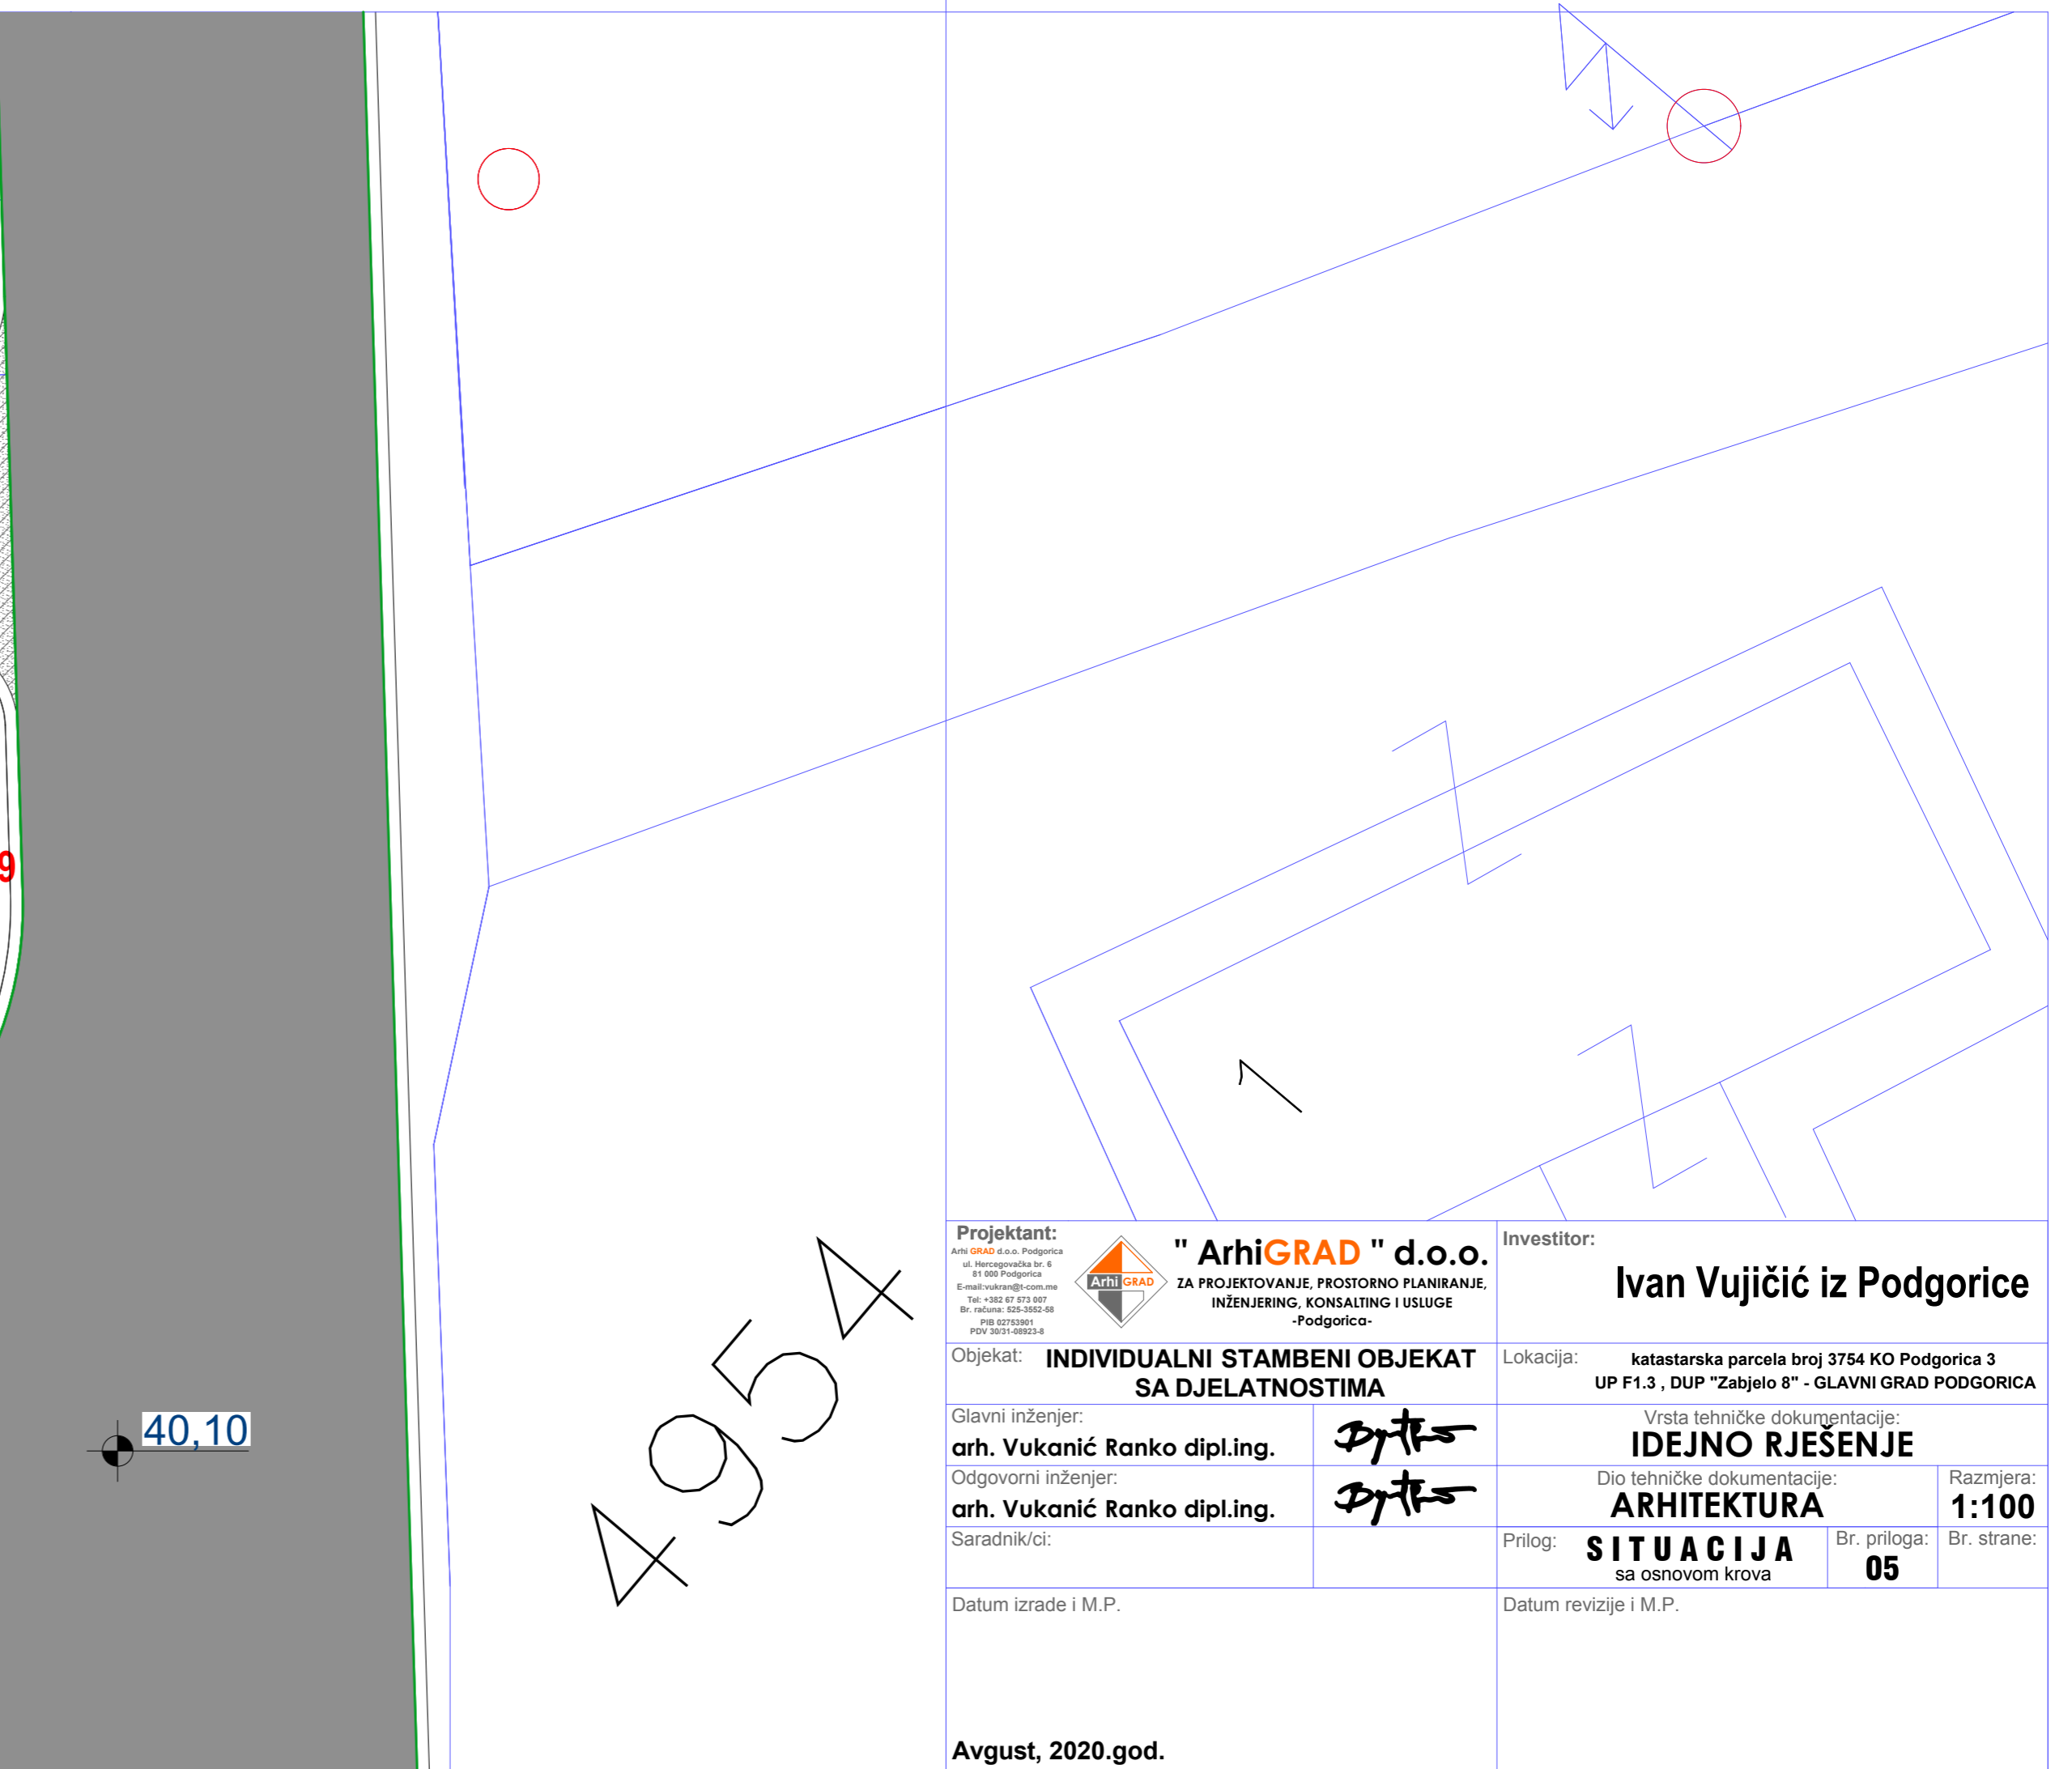 9
40,10
4954
1
Projektant:
Arhi GRAD d.o.o. Podgorica
ul. Hercegovačka br. 6
81 000 Podgorica
E-mail:vukran@t-com.me
Tel: +382 67 573 007
Br. računa: 525-3552-58
PIB 02753901
PDV 30/31-08923-8
Arhi GRAD
" ArhiGRAD " d.o.o.
ZA PROJEKTOVANJE, PROSTORNO PLANIRANJE,
INŽENJERING, KONSALTING I USLUGE
-Podgorica-
Investitor:
Ivan Vujičić iz Podgorice
Objekat: INDIVIDUALNI STAMBENI OBJEKAT
SA DJELATNOSTIMA
Lokacija: katastarska parcela broj 3754 KO Podgorica 3
UP F1.3 , DUP "Zabjelo 8" - GLAVNI GRAD PODGORICA
Glavni inženjer:
arh. Vukanić Ranko dipl.ing.
Vrsta tehničke dokumentacije:
IDEJNO RJEŠENJE
Odgovorni inženjer:
arh. Vukanić Ranko dipl.ing.
Dio tehničke dokumentacije:
ARHITEKTURA
Razmjera:
1:100
Saradnik/ci:
Prilog: SITUACIJA
sa osnovom krova
Br. priloga:
05
Br. strane:
Datum izrade i M.P.
Datum revizije i M.P.
Avgust, 2020.god.